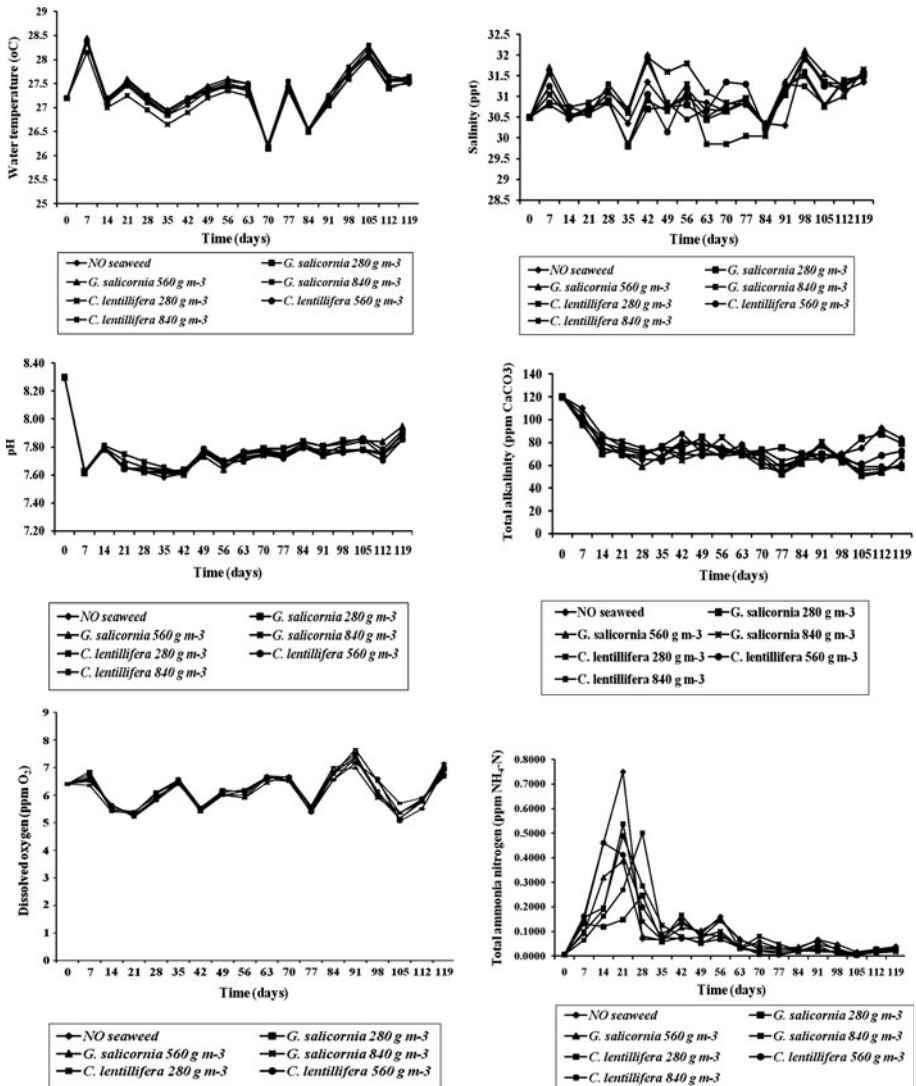 Water temperature (oC)
29
28.5
28
27.5
27
26.5
26
25.5
25
0 7 14 21 28 35 42 49 56 63 70 77 84 91 98 105 112 119
Time (days)
NO seaweed
G. salicornia 280 g m-3
G. salicornia 560 g m-3
G. salicornia 840 g m-3
C. lentillifera 280 g m-3
C. lentillifera 560 g m-3
C. lentillifera 840 g m-3
Salinity (ppt)
32.5
32
31.5
31
30.5
30
29.5
29
28.5
0 7 14 21 28 35 42 49 56 63 70 77 84 91 98 105 112 119
Time (days)
NO seaweed
G. salicornia 280 g m-3
G. salicornia 560 g m-3
G. salicornia 840 g m-3
C. lentillifera 280 g m-3
C. lentillifera 560 g m-3
C. lentillifera 840 g m-3
pH
8.40
8.20
8.00
7.80
7.60
7.40
7.20
0 7 14 21 28 35 42 49 56 63 70 77 84 91 98 105 112 119
Time (days)
NO seaweed
G. salicornia 280 g m-3
G. salicornia 560 g m-3
G. salicornia 840 g m-3
C. lentillifera 280 g m-3
C. lentillifera 560 g m-3
C. lentillifera 840 g m-3
Total alkalinity (ppm CaCO3)
140
120
100
80
60
40
20
0
0 7 14 21 28 35 42 49 56 63 70 77 84 91 98 105 112 119
Time (days)
NO seaweed
G. salicornia 280 g m-3
G. salicornia 560 g m-3
G. salicornia 840 g m-3
C. lentillifera 280 g m-3
C. lentillifera 560 g m-3
C. lentillifera 840 g m-3
Dissolved oxygen (ppm O₂)
9
8
7
6
5
4
3
2
1
0
0 7 14 21 28 35 42 49 56 63 70 77 84 91 98 105 112 119
Time (days)
NO seaweed
G. salicornia 280 g m-3
G. salicornia 560 g m-3
G. salicornia 840 g m-3
C. lentillifera 280 g m-3
C. lentillifera 560 g m-3
Total ammonia nitrogen (ppm NH₄-N)
0.8000
0.7000
0.6000
0.5000
0.4000
0.3000
0.2000
0.1000
0.0000
0 7 14 21 28 35 42 49 56 63 70 77 84 91 98 105 112 119
Time (days)
NO seaweed
G. salicornia 280 g m-3
G. salicornia 560 g m-3
G. salicornia 840 g m-3
C. lentillifera 280 g m-3
C. lentillifera 560 g m-3
C. lentillifera 840 g m-3